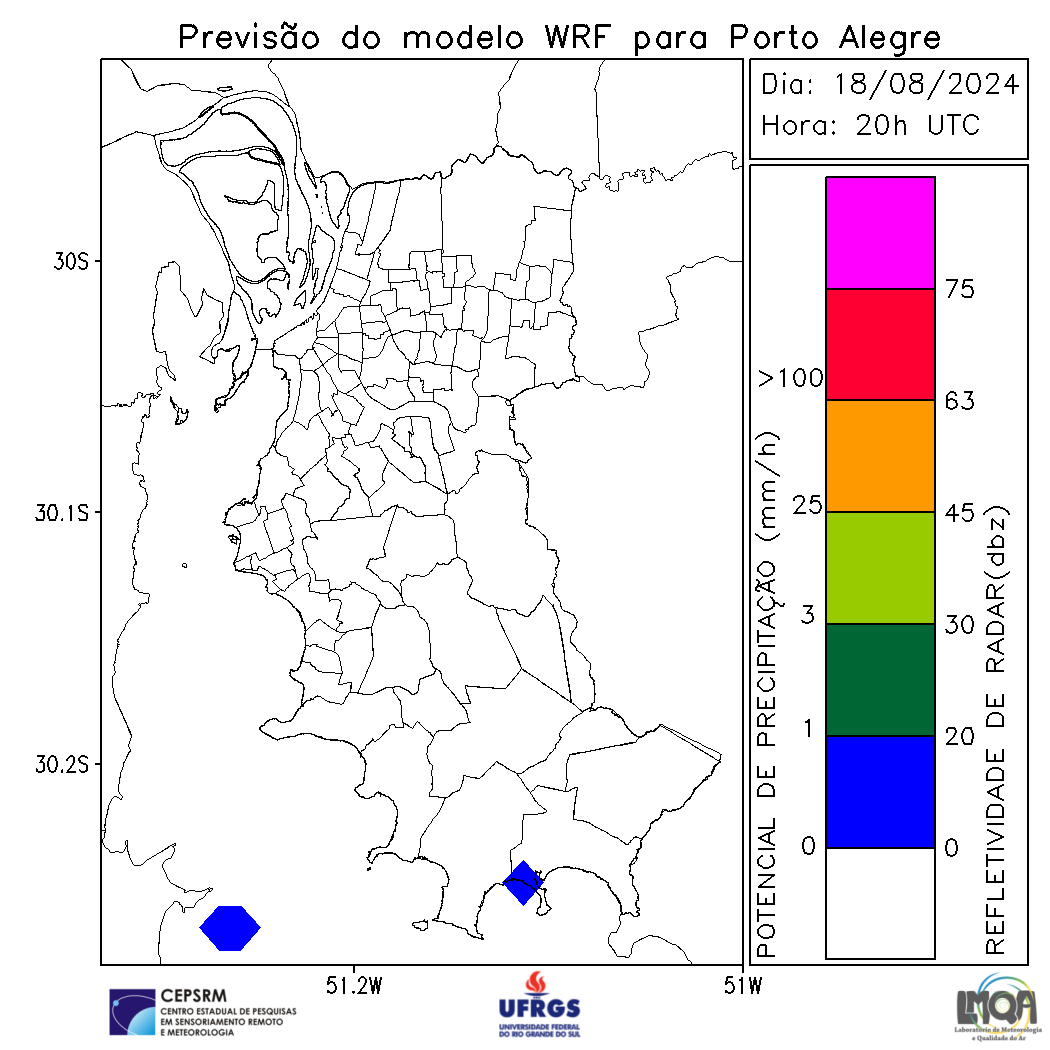 Previsão do modelo WRF para Porto Alegre
Dia: 18/08/2024
Hora: 20h UTC
30S
30.1S
30.2S
51.2W
51W
POTENCIAL DE PRECIPITAÇÃO (mm/h)
>100
25
3
1
0
75
63
45
30
20
0
REFLETIVIDADE DE RADAR(dbz)
CEPSRM
CENTRO ESTADUAL DE PESQUISAS
EM SENSORIAMENTO REMOTO
E METEOROLOGIA
UFRGS
UNIVERSIDADE FEDERAL
DO RIO GRANDE DO SUL
LMQA
Laboratório de Meteorologia
e Qualidade do Ar